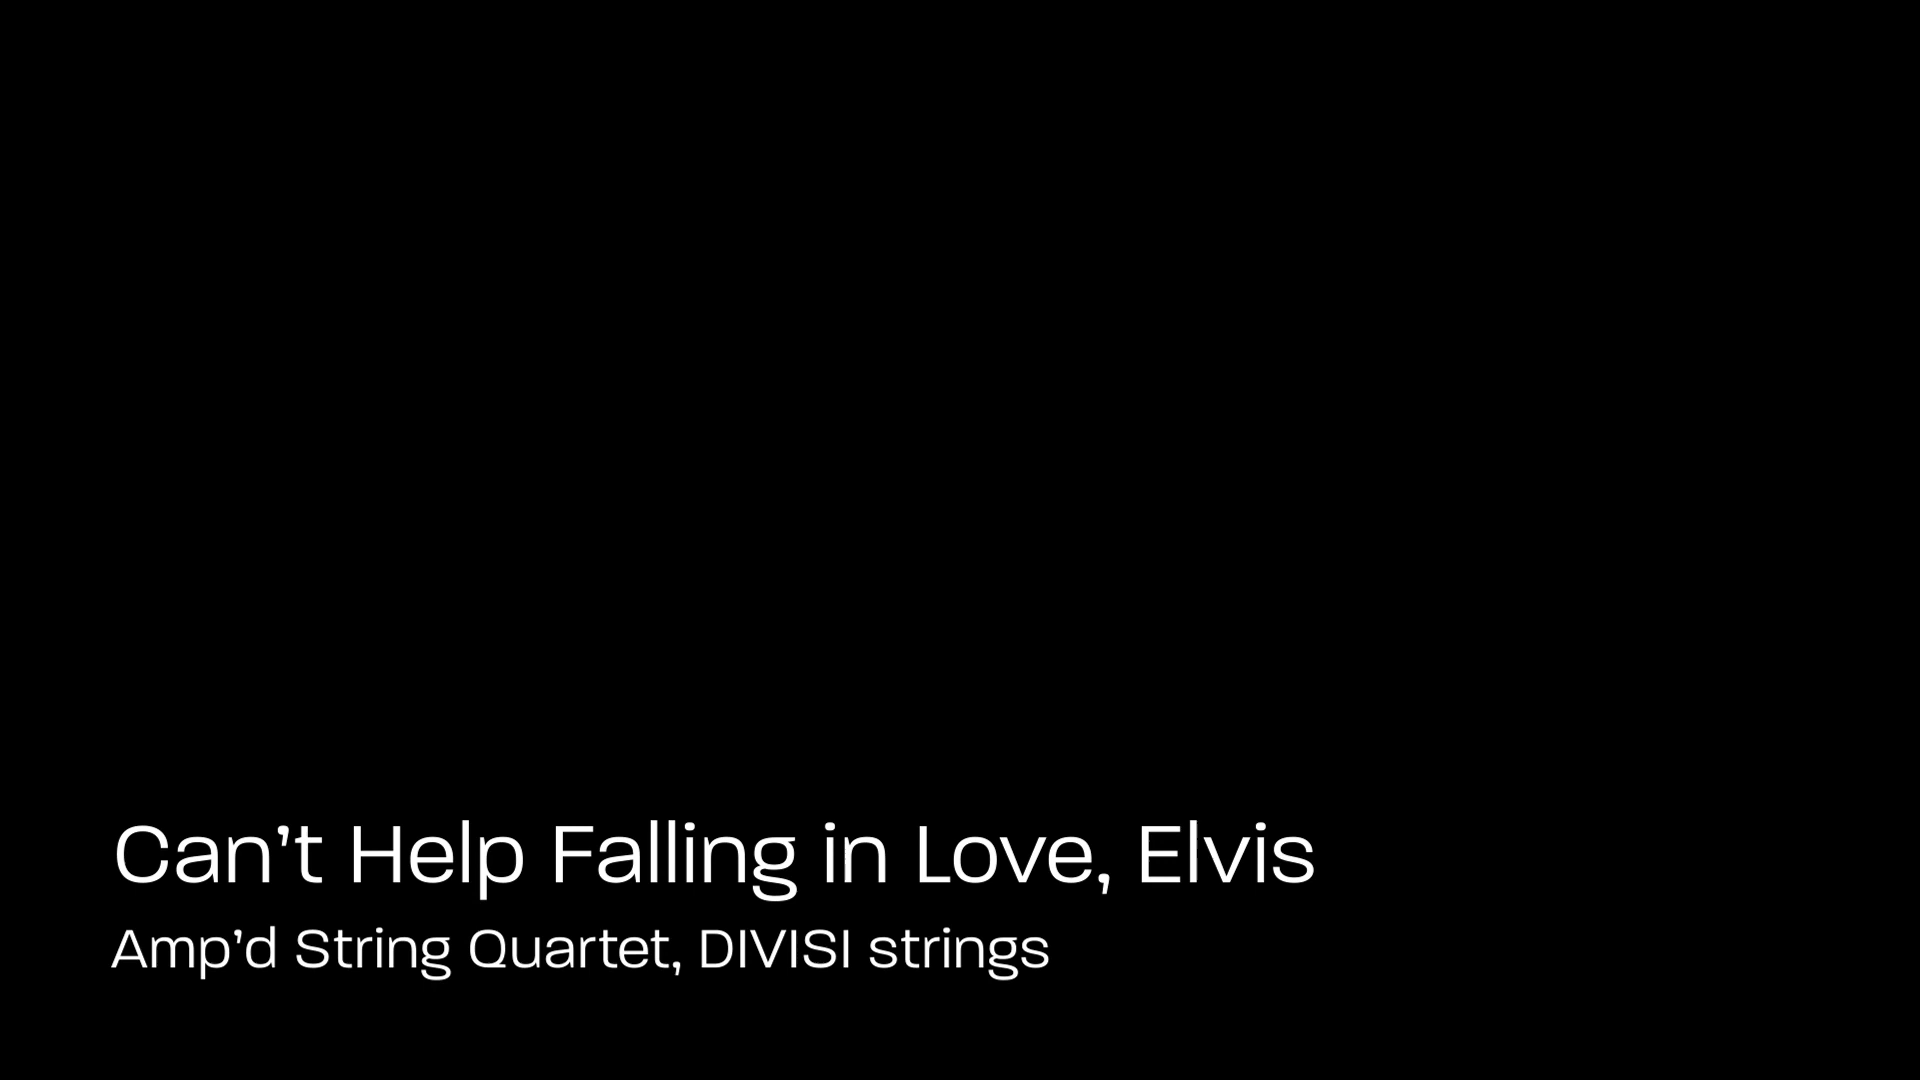 Can’t Help Falling in Love, Elvis
Amp’d String Quartet, DIVISI strings